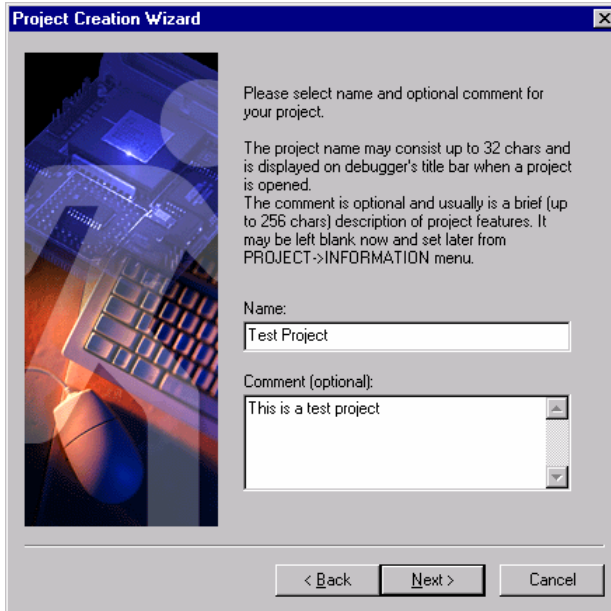 Project Creation Wizard
Please select name and optional comment for
your project.
The project name may consist up to 32 chars and
is displayed on debugger's title bar when a project
is opened.
The comment is optional and usually is a brief (up
to 256 chars) description of project features. It
may be left blank now and set later from
PROJECT->INFORMATION menu.
Name:
Test Project
Comment (optional):
This is a test project
< Back
Next >
Cancel